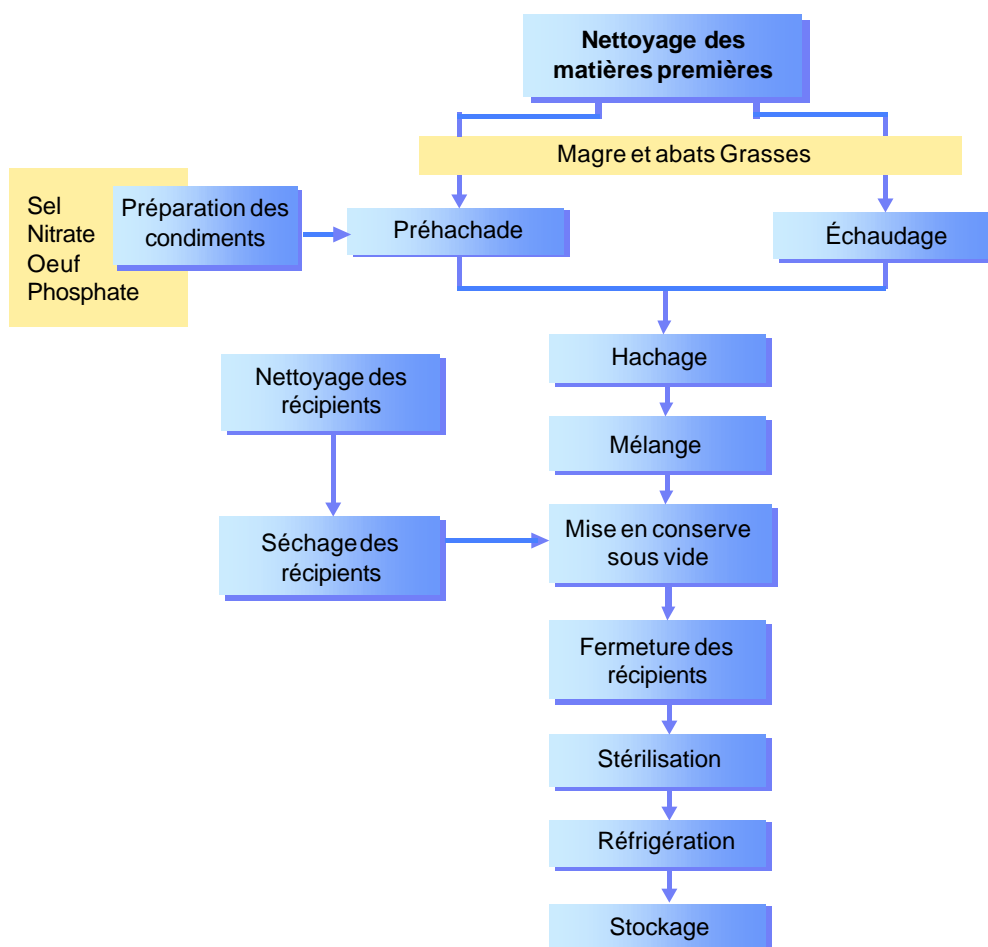 Nettoyage des
matières premières
Magre et abats Grasses
Sel
Nitrate
Oeuf
Phosphate
Préparation des
condiments
Préhachade
Échaudage
Hachage
Nettoyage des
récipients
Mélange
Séchage des
récipients
Mise en conserve
sous vide
Fermeture des
récipients
Stérilisation
Réfrigération
Stockage